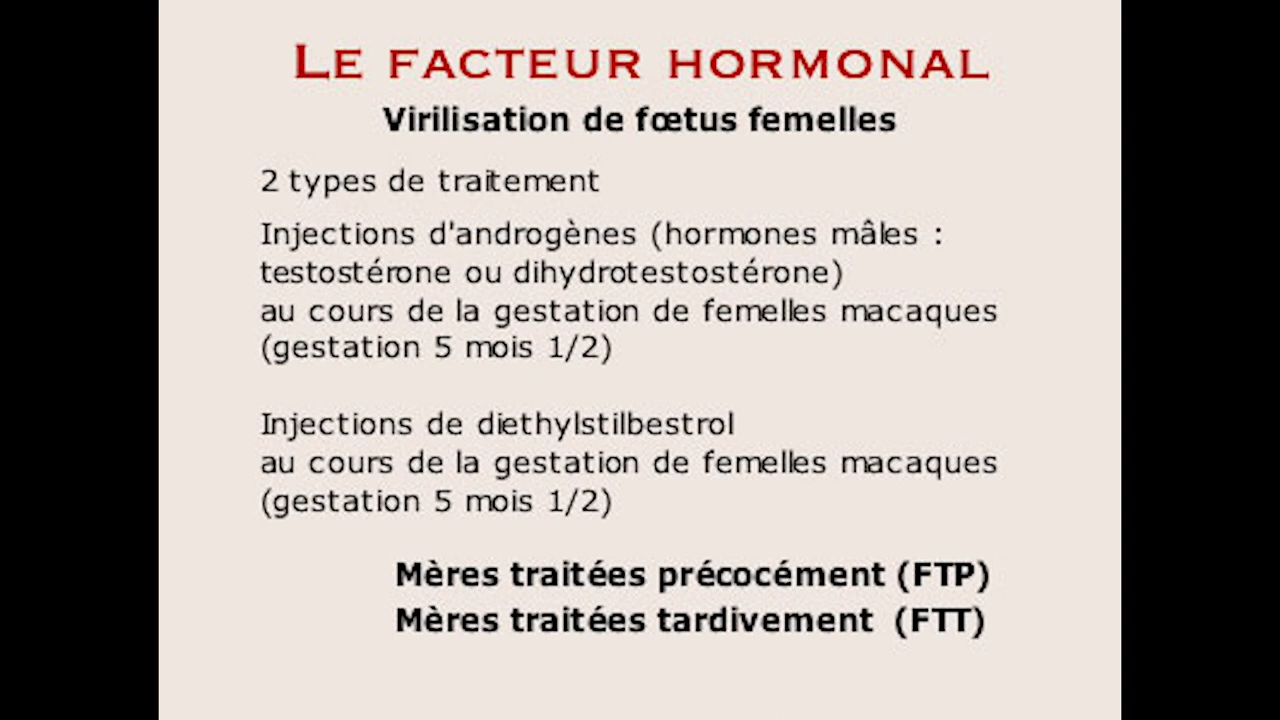 LE FACTEUR HORMONAL
Virilisation de fœtus femelles
2 types de traitement
Injections d'androgènes (hormones mâles :
testostérone ou dihydrotestostérone)
au cours de la gestation de femelles macaques
(gestation 5 mois 1/2)
Injections de diethylstilbestrol
au cours de la gestation de femelles macaques
(gestation 5 mois 1/2)
Mères traitées précocément (FTP)
Mères traitées tardivement (FTT)